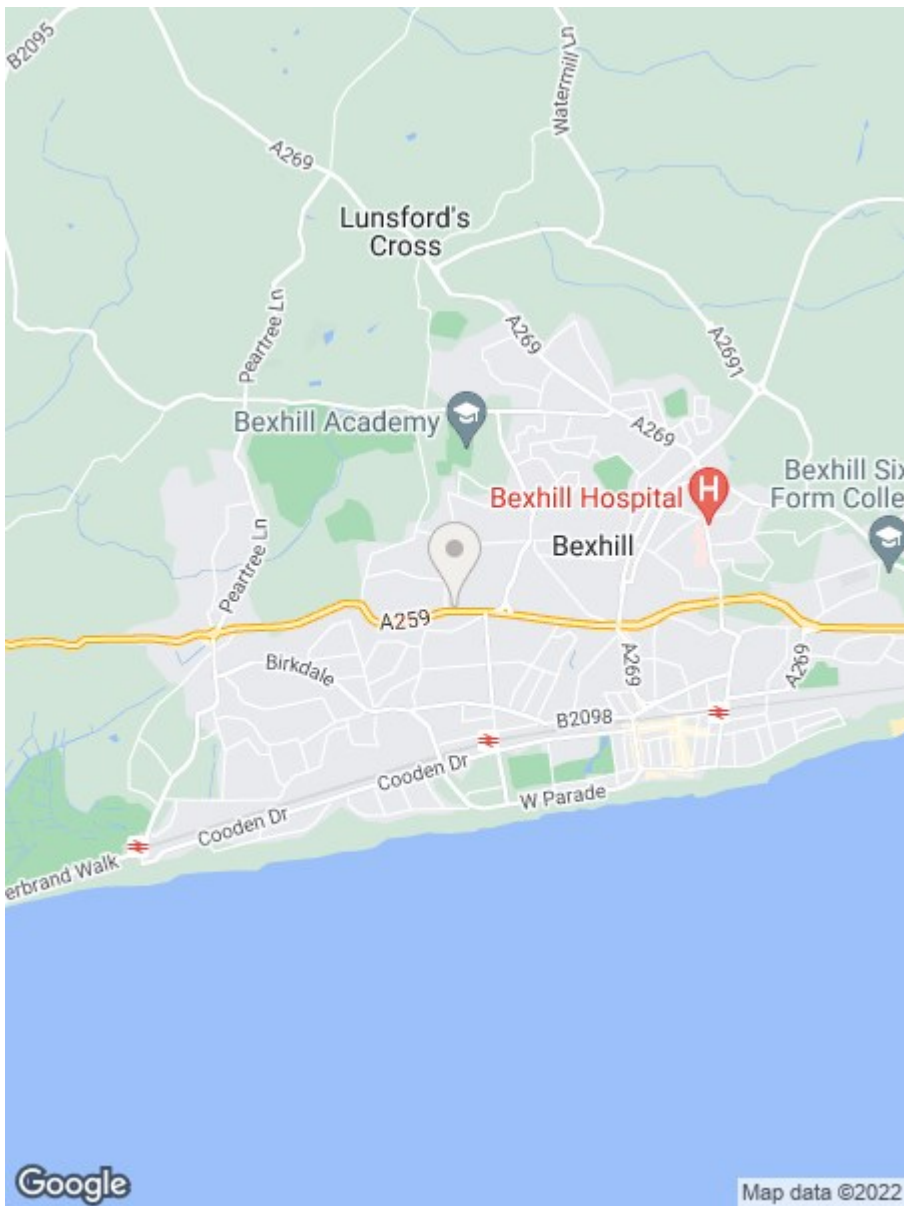 B2095
Watermill Ln
A269
Lunsford's
Cross
Peartree Ln
A269
A2691
Bexhill Academy
A269
Bexhill Six
Form Colle
Bexhill Hospital
H
Bexhill
Peartree Ln
A259
Birkdale
A269
A269
B2098
Cooden Dr
W Parade
Cooden Dr
erbrand Walk
Google
Map data ©2022